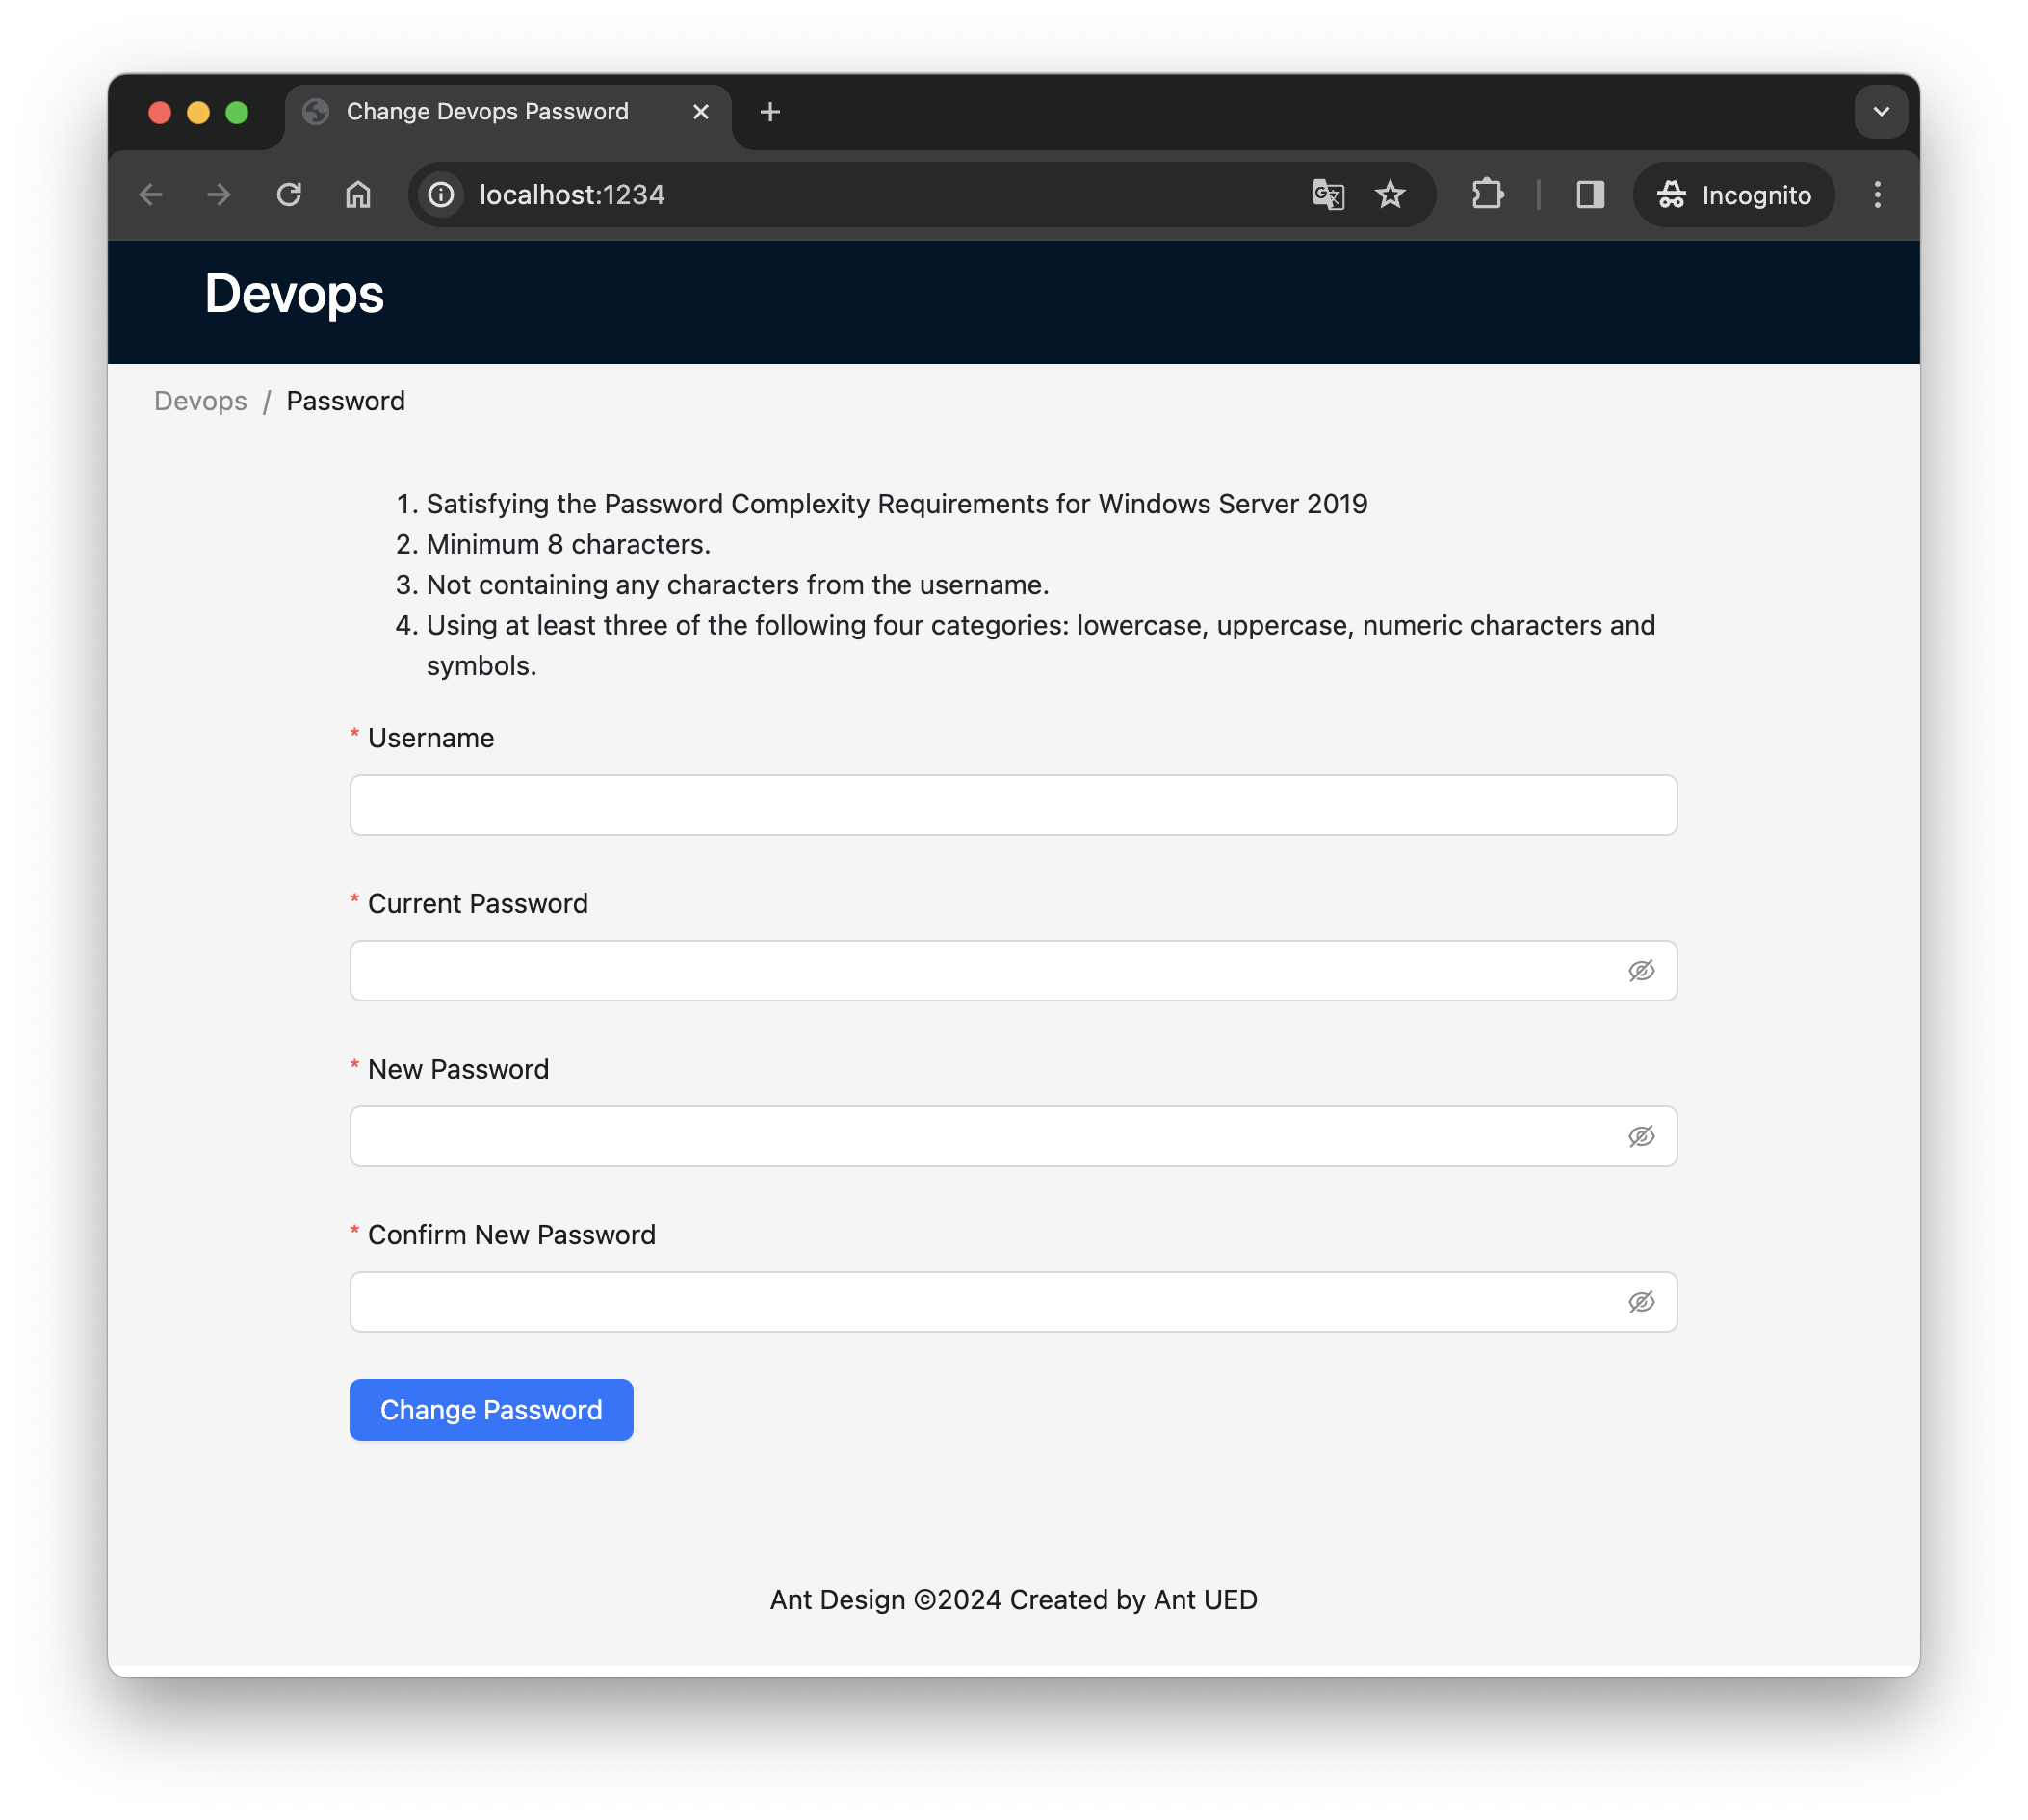 Change Devops Password
localhost:1234
Incognito
Devops
Devops / Password
1. Satisfying the Password Complexity Requirements for Windows Server 2019
2. Minimum 8 characters.
3. Not containing any characters from the username.
4. Using at least three of the following four categories: lowercase, uppercase, numeric characters and
symbols.
* Username
* Current Password
* New Password
* Confirm New Password
Change Password
Ant Design ©2024 Created by Ant UED